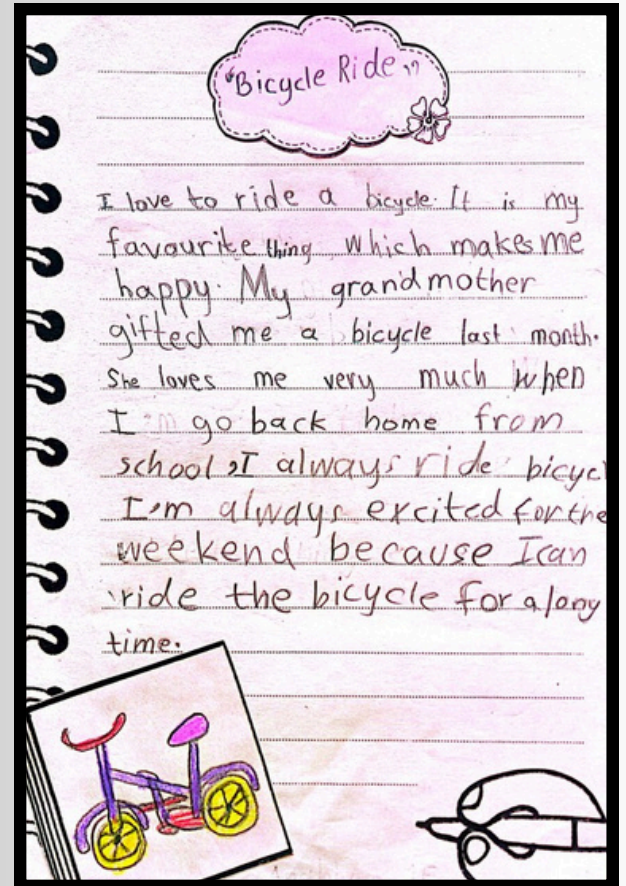 "Bicycle Ride"
I love to ride a bicycle. It is my
favourite thing which makes me
happy. My grandmother
gifted me a bicycle last month.
She loves me very much when
I go back home from
school, I always ride bicycl
I'm always excited for the
weekend because I can
ride the bicycle for a long
time.